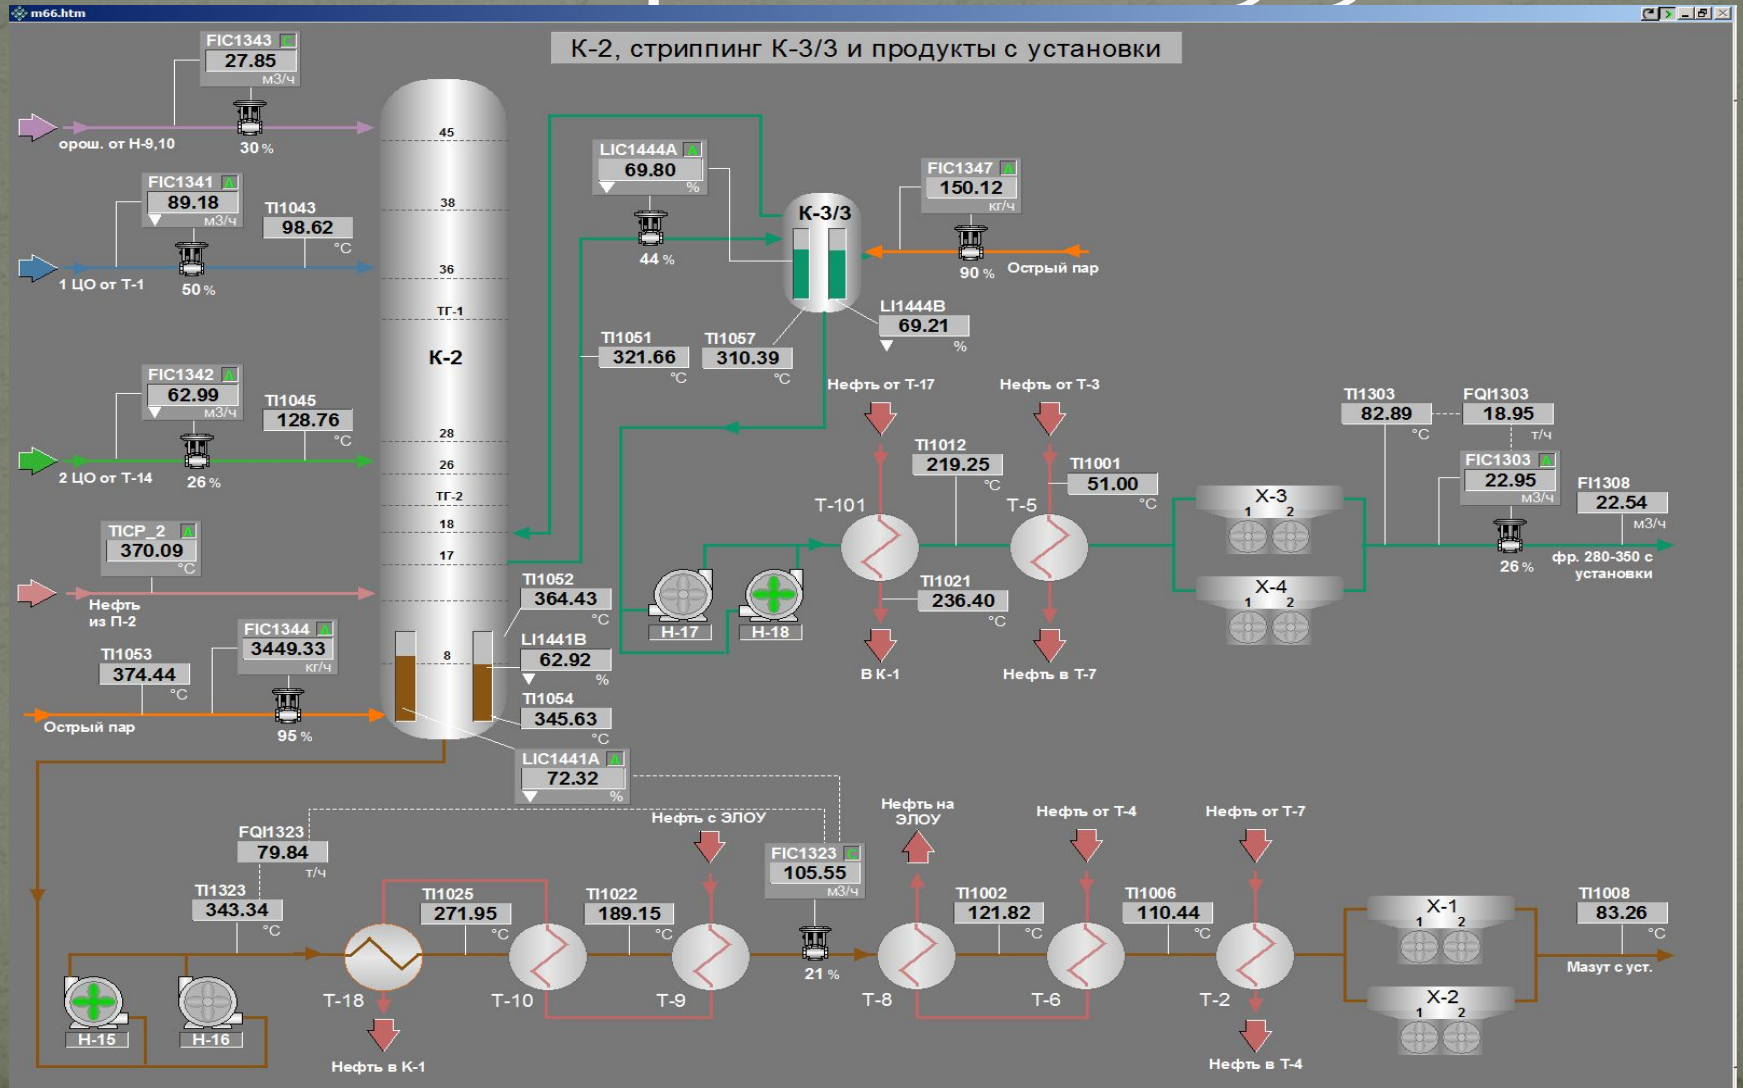 m66.htm
К-2, стриппинг К-3/3 и продукты с установки
FIC1343 C
27.85
м3/ч
орош. от Н-9,10
30 %
FIC1341 A
89.18
м3/ч
TI1043
98.62
°C
1 ЦО от Т-1
50 %
FIC1342 A
62.99
м3/ч
TI1045
128.76
°C
2 ЦО от Т-14
26 %
TICP_2 A
370.09
°C
Нефть
из П-2
TI1053
374.44
°C
FIC1344 A
3449.33
кг/ч
Острый пар
95 %
45
38
36
ТГ-1
К-2
28
26
ТГ-2
18
17
8
TI1052
364.43
°C
LI1441B
62.92
%
TI1054
345.63
°C
LIC1441A A
72.32
%
LIC1444A A
69.80
%
44 %
К-3/3
FIC1347 A
150.12
кг/ч
90 %
Острый пар
LI1444B
69.21
%
TI1051
321.66
°C
TI1057
310.39
°C
Нефть от Т-17
Нефть от Т-3
TI1012
219.25
°C
TI1001
51.00
°C
Т-101
Т-5
TI1021
236.40
°C
Н-17
Н-18
В К-1
Нефть в Т-7
Х-3
1 2
Х-4
1 2
TI1303
82.89
°C
FQI1303
18.95
т/ч
FIC1303 A
22.95
м3/ч
FI1308
22.54
м3/ч
26 %
фр. 280-350 с
установки
FQI1323
79.84
т/ч
TI1323
343.34
°C
Н-15
Н-16
Т-18
Нефть в К-1
TI1025
271.95
°C
Т-10
TI1022
189.15
°C
Нефть с ЭЛОУ
Т-9
FIC1323 C
105.55
м3/ч
21 %
Нефть на
ЭЛОУ
Т-8
TI1002
121.82
°C
Нефть от Т-4
Т-6
TI1006
110.44
°C
Нефть от Т-7
Т-2
Нефть в Т-4
Х-1
1 2
Х-2
1 2
TI1008
83.26
°C
Мазут с уст.